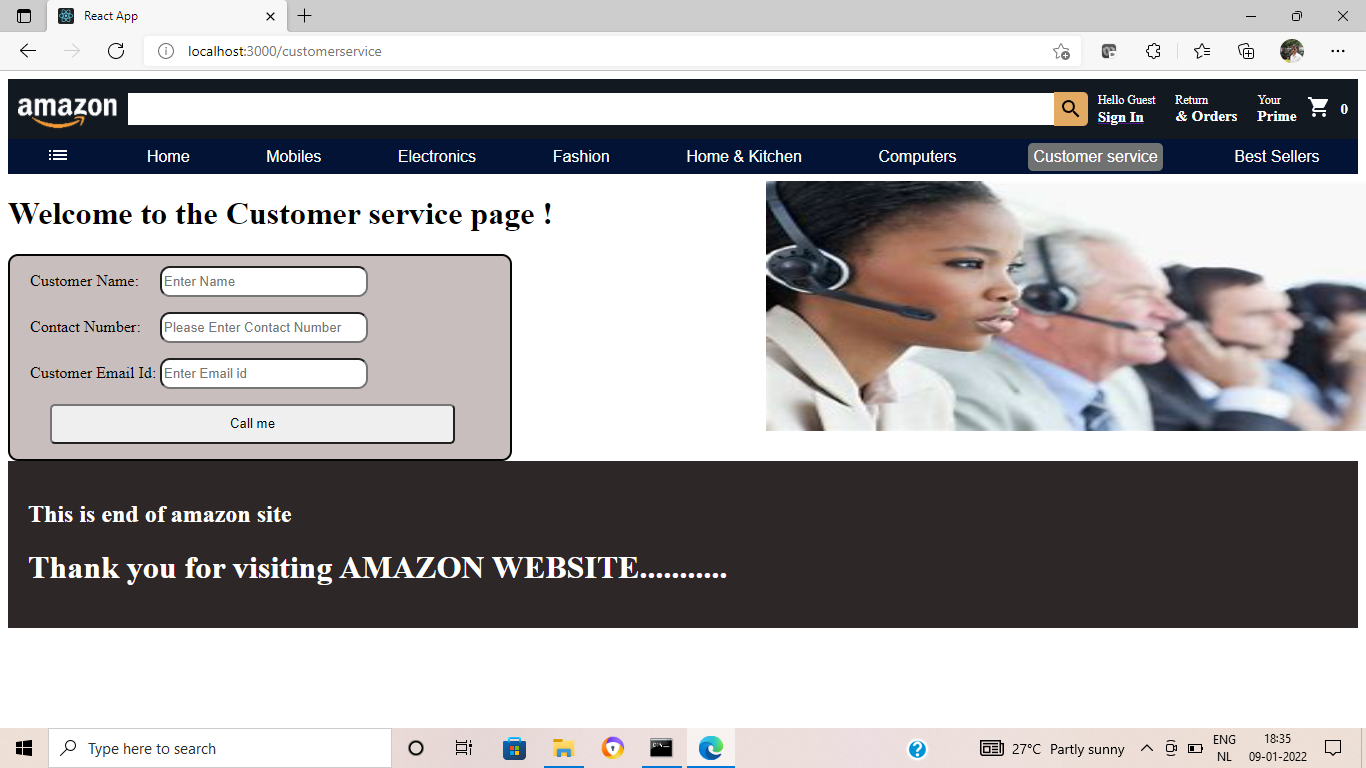 React App
localhost:3000/customerservice
amazon
Hello Guest
Sign In
Return
& Orders
Your
Prime
0
Home Mobiles Electronics Fashion Home & Kitchen Computers Customer service Best Sellers
Welcome to the Customer service page !
Customer Name: Enter Name
Contact Number: Please Enter Contact Number
Customer Email Id: Enter Email id
Call me
This is end of amazon site
Thank you for visiting AMAZON WEBSITE...........
Type here to search
27°C Partly sunny
ENG
NL
18:35
09-01-2022